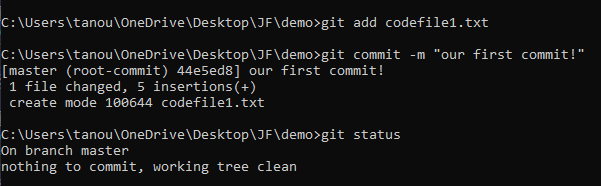 C:\Users\tanou\OneDrive\Desktop\JF\demo>git add codefile1.txt
C:\Users\tanou\OneDrive\Desktop\JF\demo>git commit -m "our first commit!"
[master (root-commit) 44e5ed8] our first commit!
 1 file changed, 5 insertions(+)
 create mode 100644 codefile1.txt
C:\Users\tanou\OneDrive\Desktop\JF\demo>git status
On branch master
nothing to commit, working tree clean